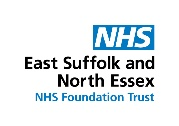 NHS
East Suffolk and
North Essex
NHS Foundation Trust